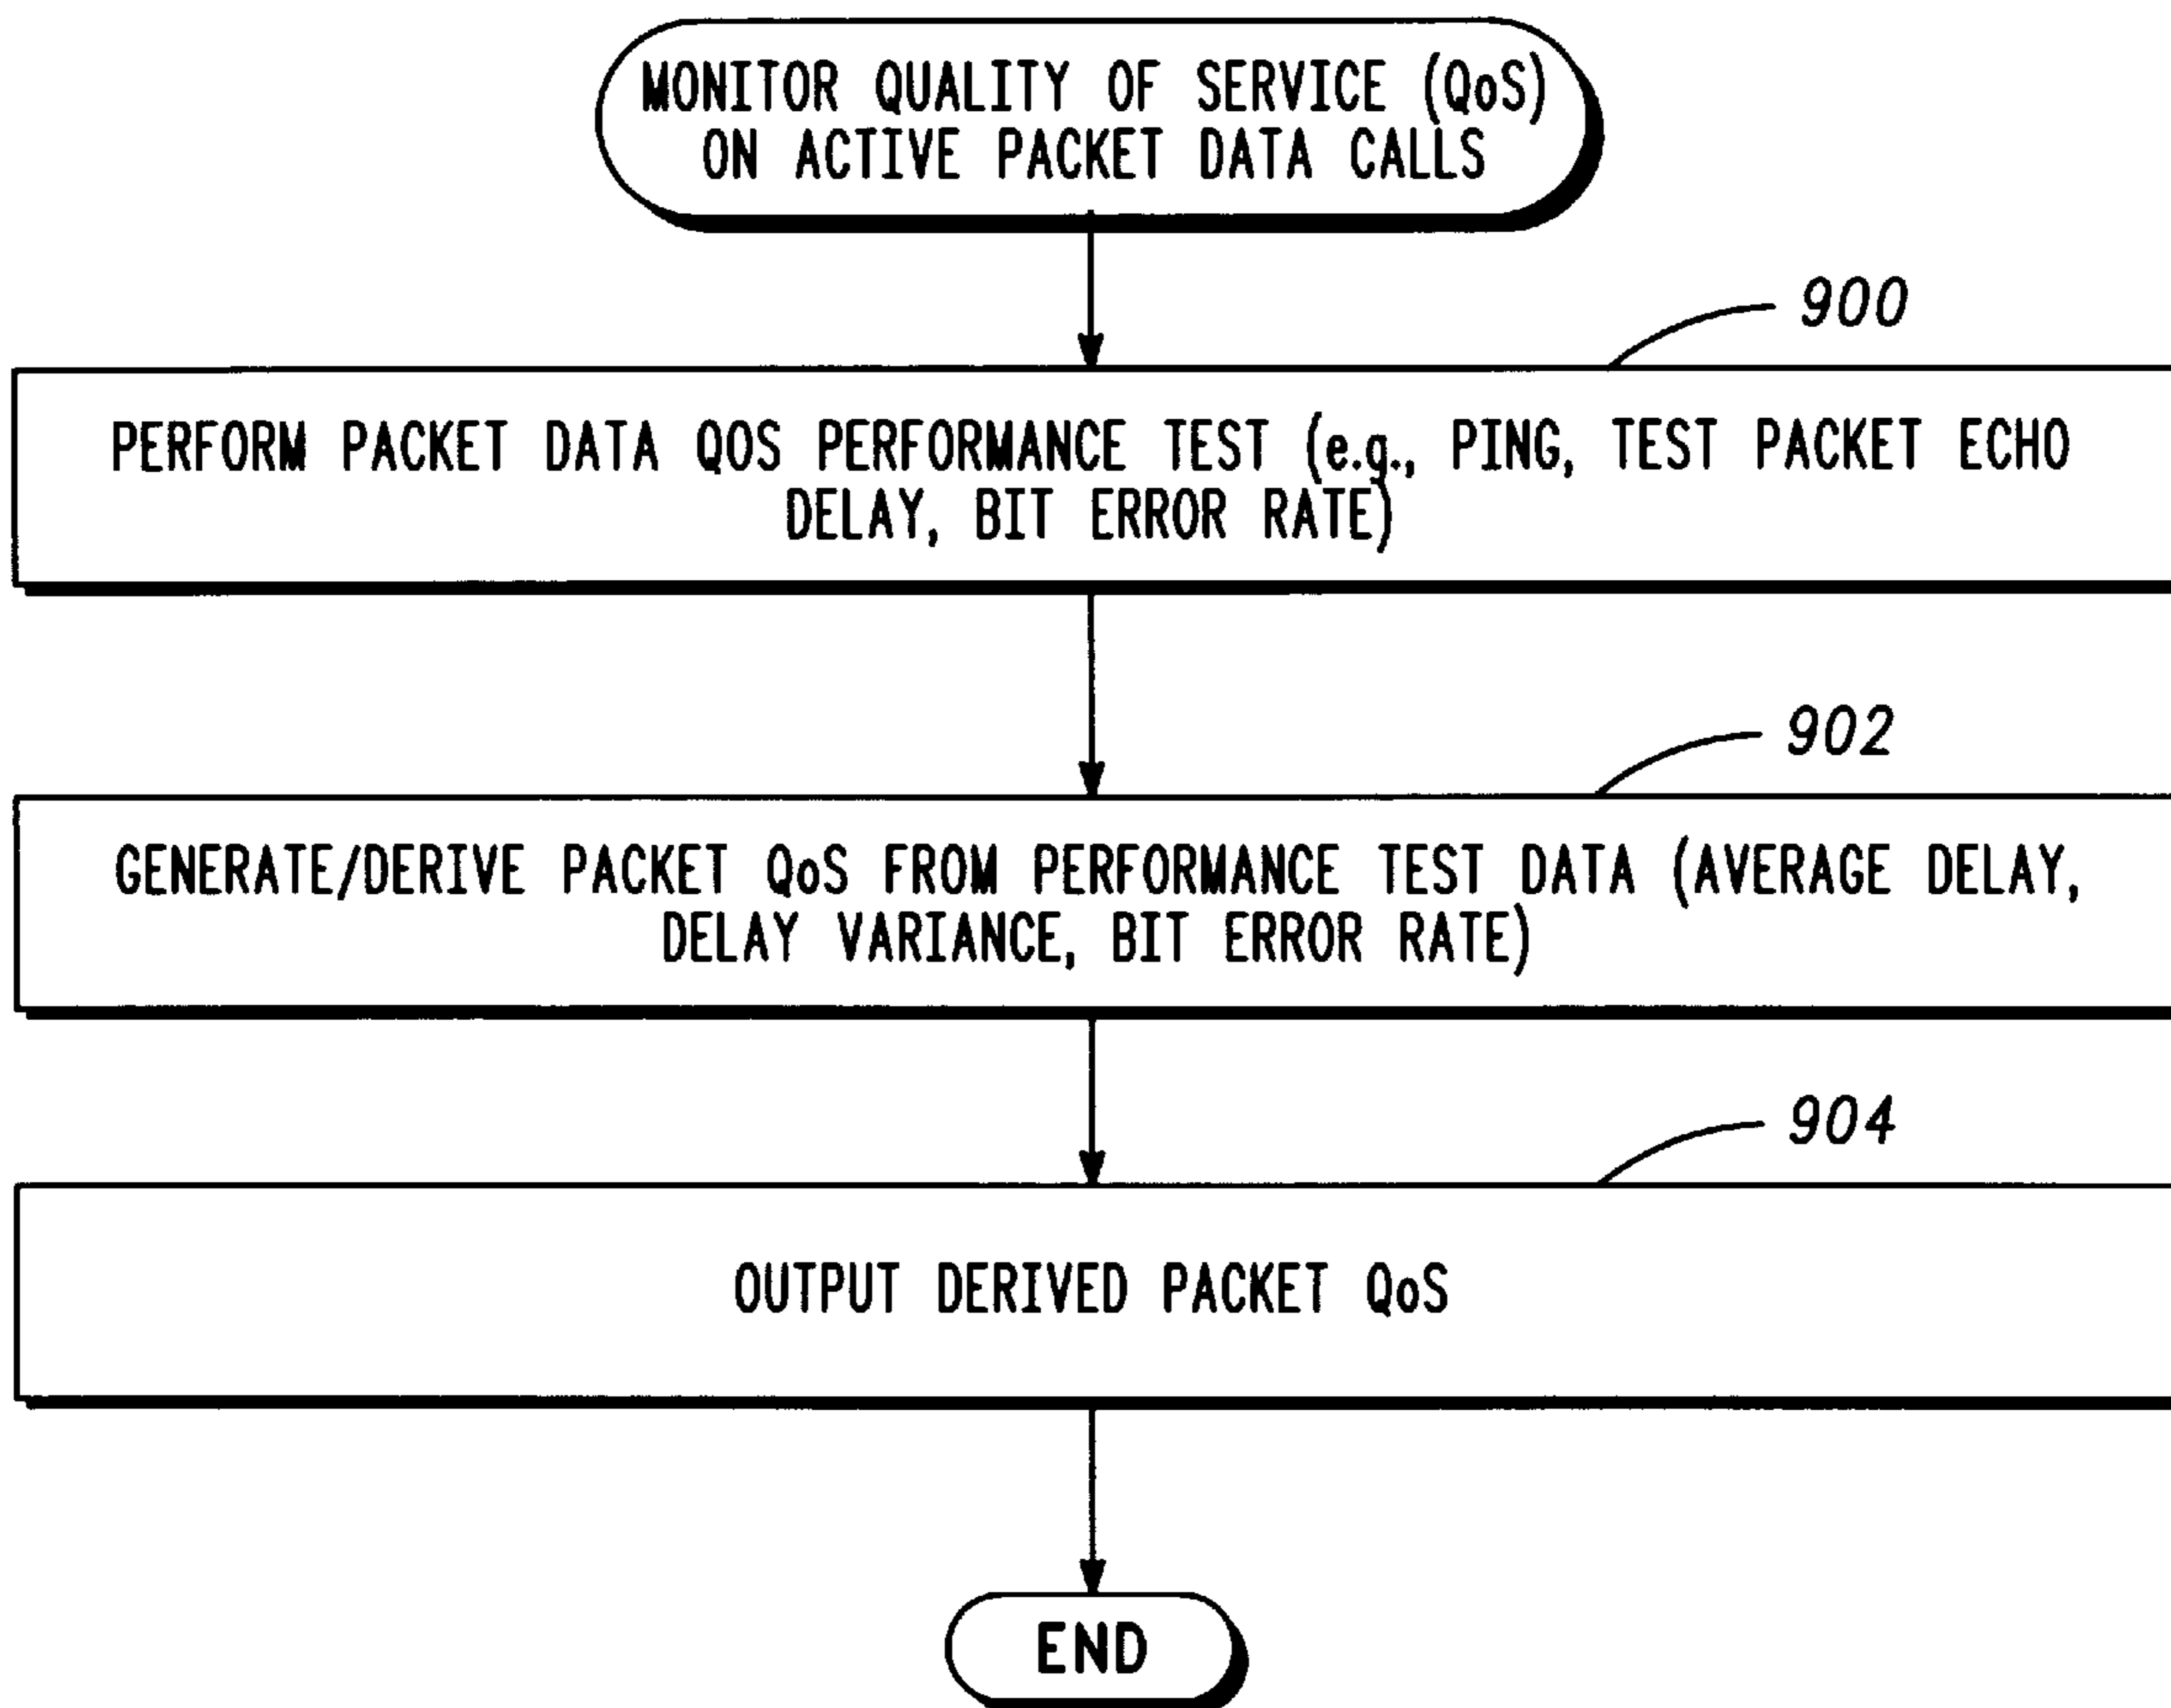 MONITOR QUALITY OF SERVICE (QoS)
ON ACTIVE PACKET DATA CALLS
900
PERFORM PACKET DATA QOS PERFORMANCE TEST (e.g., PING, TEST PACKET ECHO
DELAY, BIT ERROR RATE)
902
GENERATE/DERIVE PACKET QoS FROM PERFORMANCE TEST DATA (AVERAGE DELAY,
DELAY VARIANCE, BIT ERROR RATE)
904
OUTPUT DERIVED PACKET QoS
END